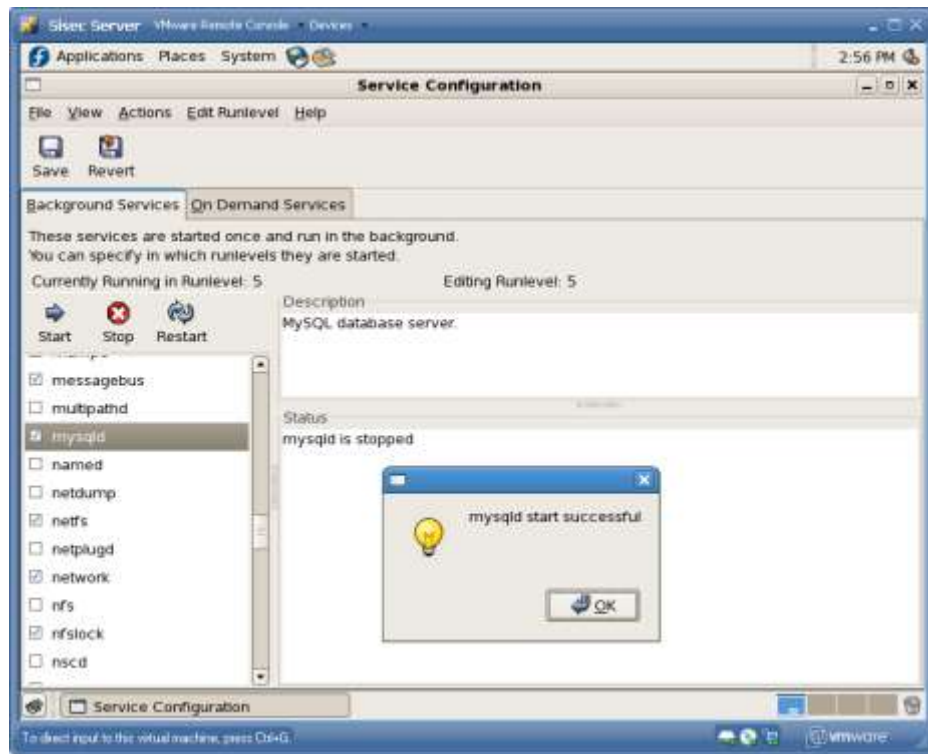 Sisec Server VMware Remote Console Devices
Applications Places System 2:56 PM
Service Configuration
File View Actions Edit Runlevel Help
Save Revert
Background Services On Demand Services
These services are started once and run in the background.
You can specify in which runlevels they are started.
Currently Running in Runlevel: 5 Editing Runlevel: 5
Start Stop Restart
Description
MySQL database server.
messagebus
multipathd
mysqld
named
netdump
netfs
netplugd
network
nfs
nfslock
nscd
Status
mysqld is stopped
mysqld start successful
OK
Service Configuration
To direct input to this virtual machine, press Ctrl+G.
vmware